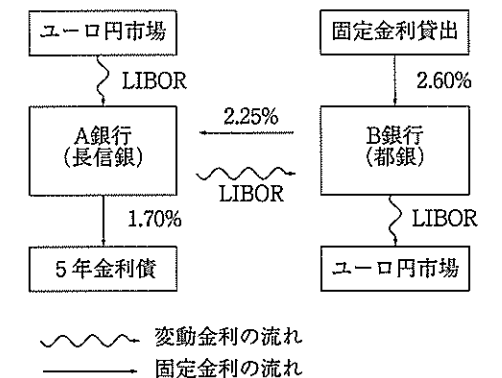 ユーロ円市場
固定金利貸出
LIBOR
2.60%
2.25%
A銀行
(長信銀)
B銀行
(都銀)
LIBOR
1.70%
LIBOR
5年金利債
ユーロ円市場
変動金利の流れ
固定金利の流れ